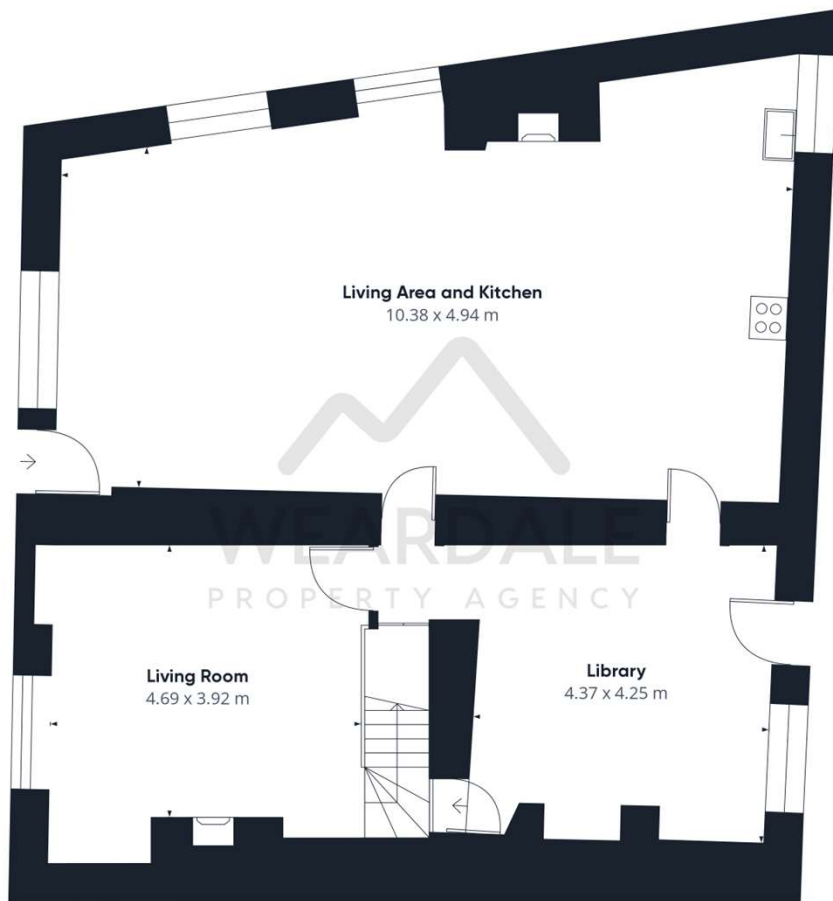 Living Area and Kitchen
10.38 x 4.94 m
WEARDALE
PROPERTY AGENCY
Living Room
4.69 x 3.92 m
Library
4.37 x 4.25 m